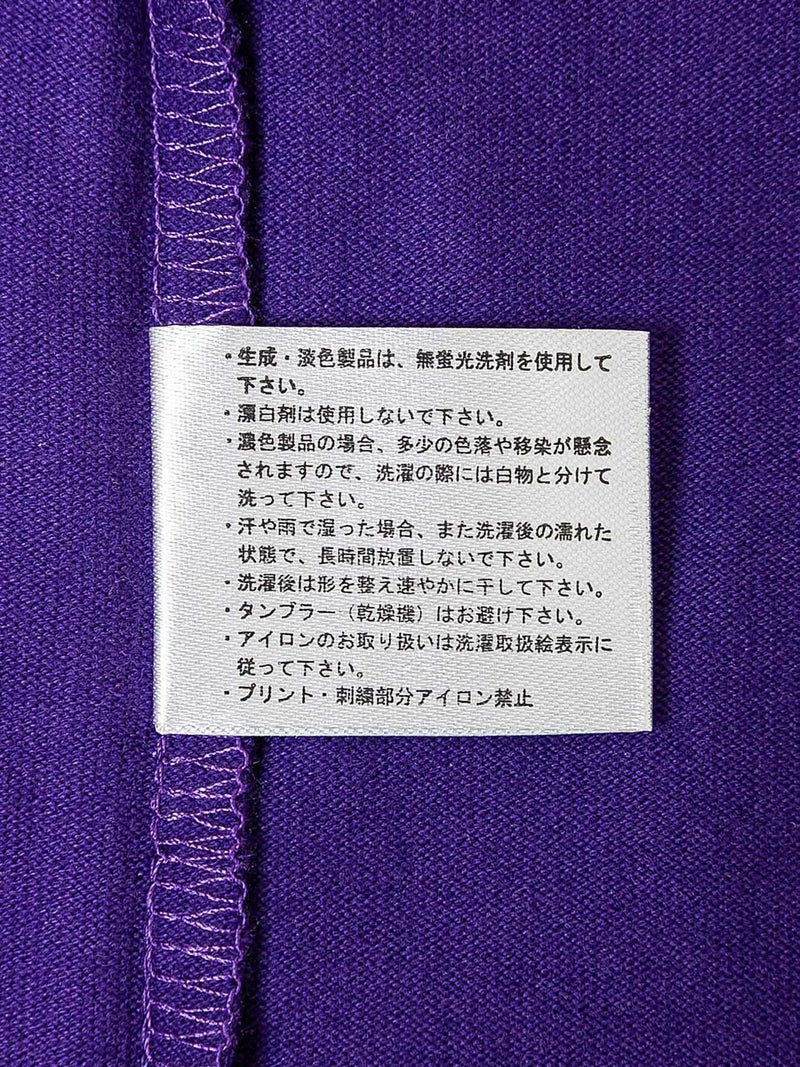 ・生成・淡色製品は、無蛍光洗剤を使用して
下さい。
・漂白剤は使用しないで下さい。
・濃色製品の場合、多少の色落や移染が懸念
されますので、洗濯の際には白物と分けて
洗って下さい。
・汗や雨で湿った場合、また洗濯後の濡れた
状態で、長時間放置しないで下さい。
・洗濯後は形を整え速やかに干して下さい。
・タンブラー（乾燥機）はお避け下さい。
・アイロンのお取り扱いは洗濯取扱絵表示に
従って下さい。
・プリント・刺繍部分アイロン禁止